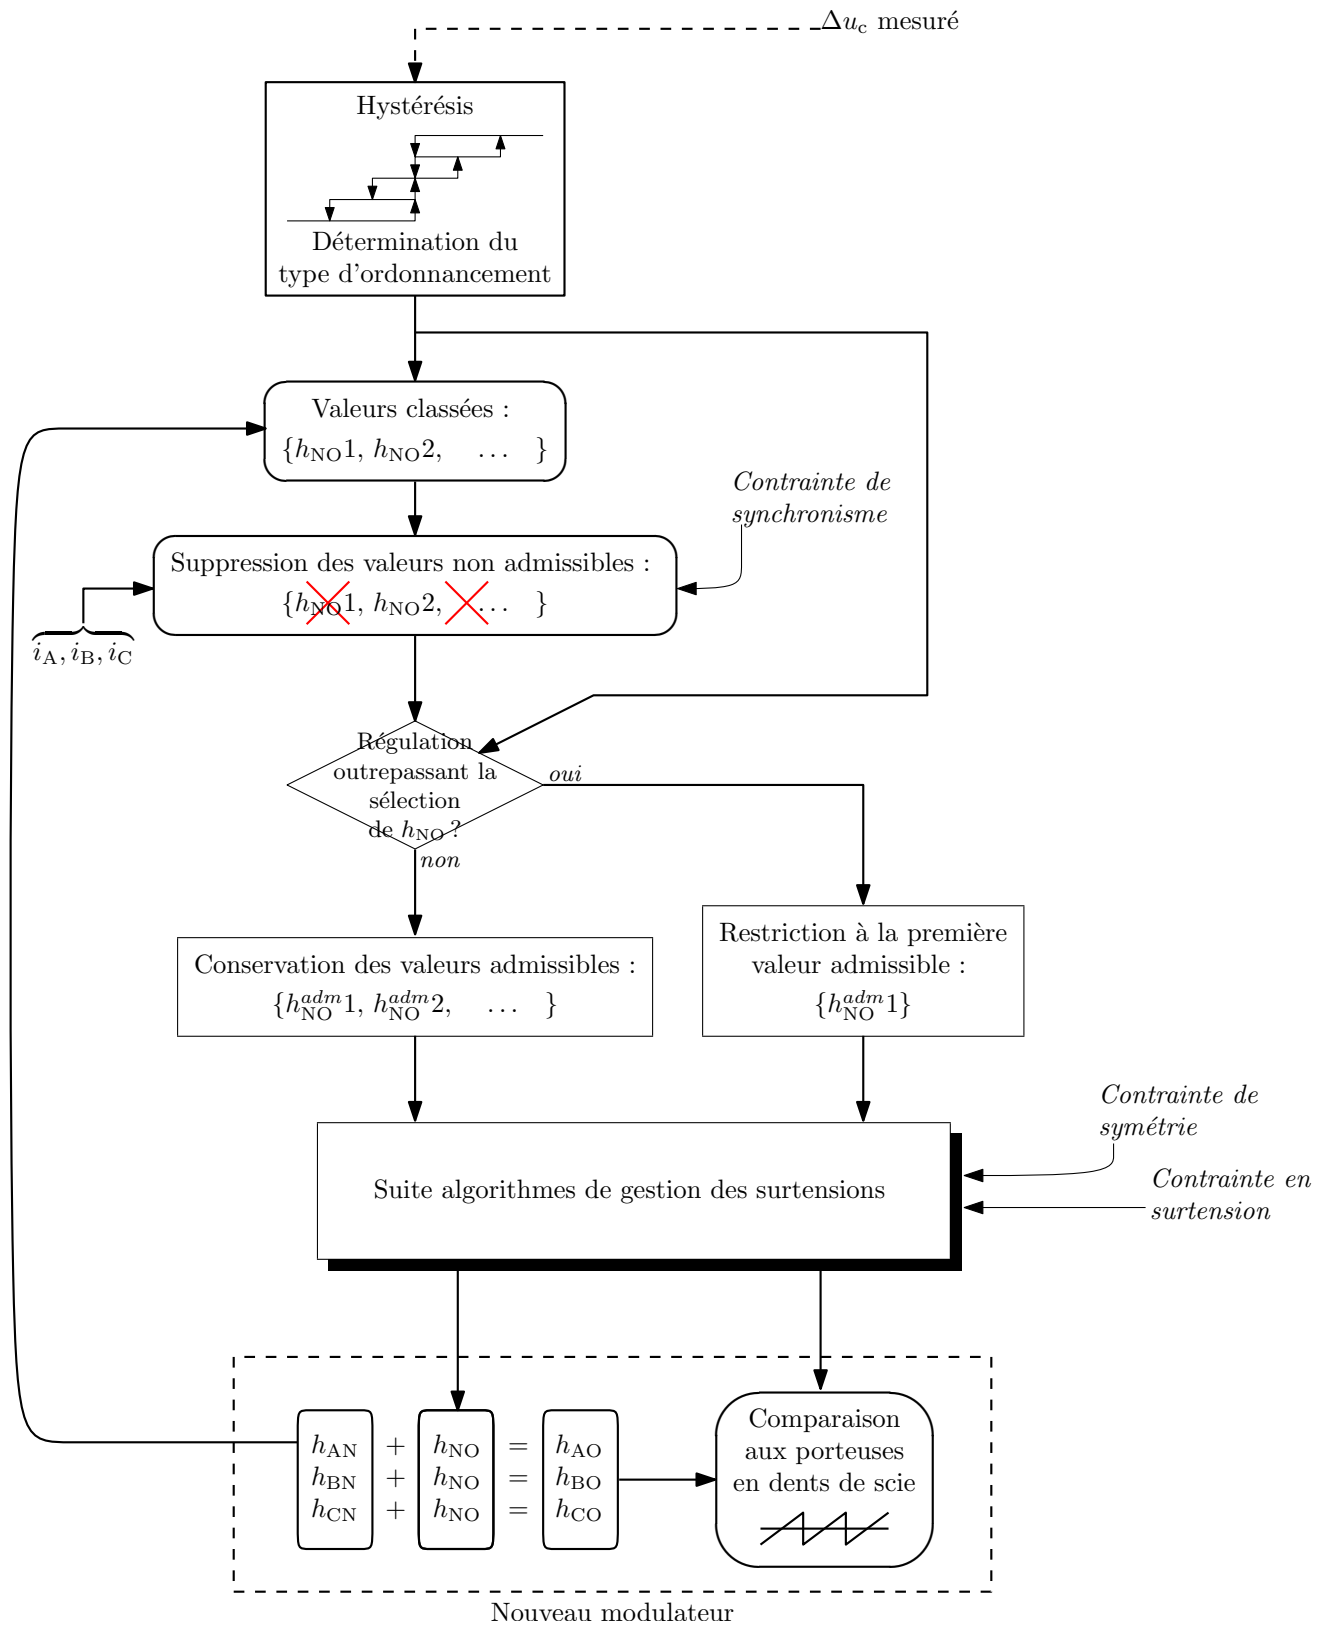 Δu_c mesuré
Hystérésis
Détermination du
type d'ordonnancement
Valeurs classées :
{h_NO1, h_NO2, ... }
Contrainte de
synchronisme
Suppression des valeurs non admissibles :
{h_NO1, h_NO2, ... }
i_A, i_B, i_C
Régulation
outrepassant la
sélection
de h_NO ?
oui
non
Conservation des valeurs admissibles :
{h_NO^adm1, h_NO^adm2, ... }
Restriction à la première
valeur admissible :
{h_NO^adm1}
Contrainte de
symétrie
Suite algorithmes de gestion des surtensions
Contrainte en
surtension
h_AN + h_NO = h_AO
h_BN + h_NO = h_BO
h_CN + h_NO = h_CO
Comparaison
aux porteuses
en dents de scie
Nouveau modulateur